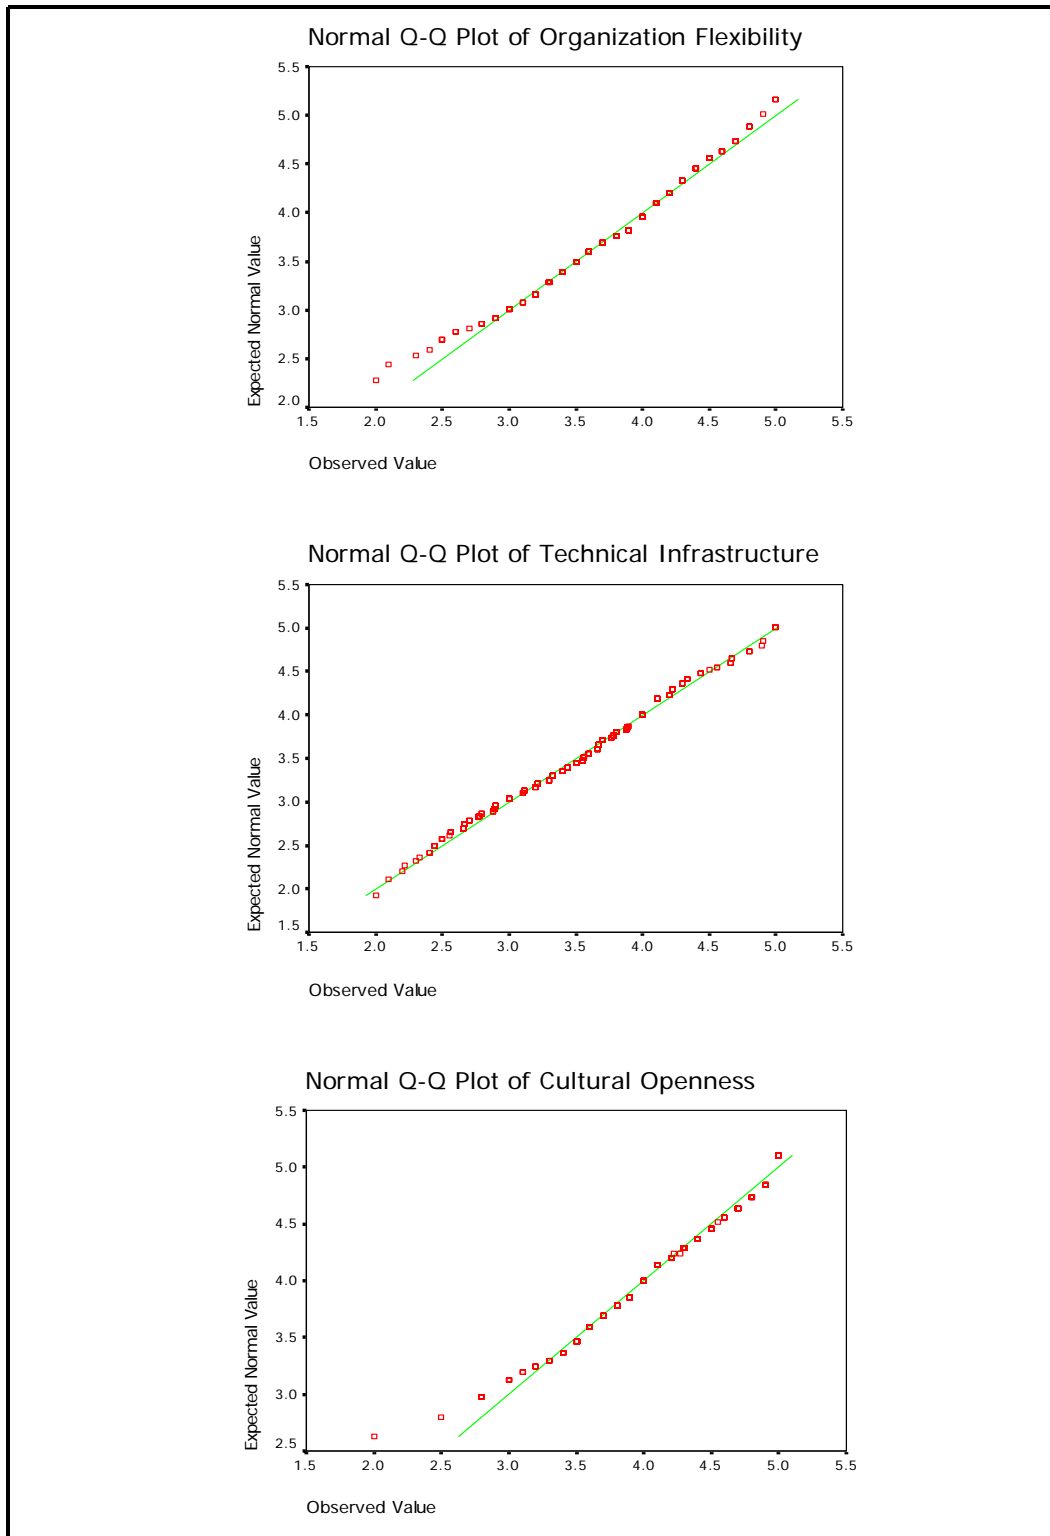 Normal Q-Q Plot of Organization Flexibility
5.5
5.0
4.5
4.0
3.5
3.0
2.5
2.0
Expected Normal Value
1.5 2.0 2.5 3.0 3.5 4.0 4.5 5.0 5.5
Observed Value
Normal Q-Q Plot of Technical Infrastructure
5.5
5.0
4.5
4.0
3.5
3.0
2.5
2.0
1.5
Expected Normal Value
1.5 2.0 2.5 3.0 3.5 4.0 4.5 5.0 5.5
Observed Value
Normal Q-Q Plot of Cultural Openness
5.5
5.0
4.5
4.0
3.5
3.0
2.5
Expected Normal Value
1.5 2.0 2.5 3.0 3.5 4.0 4.5 5.0 5.5
Observed Value